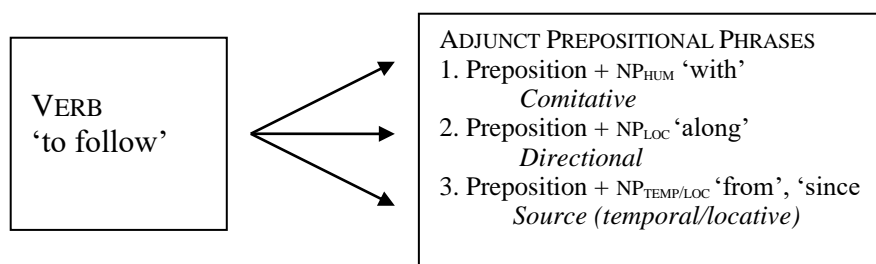 VERB
‘to follow’
ADJUNCT PREPOSITIONAL PHRASES
1. Preposition + NPHUM ‘with’
Comitative
2. Preposition + NPLOC ‘along’
Directional
3. Preposition + NPTEMP/LOC ‘from’, ‘since
Source (temporal/locative)